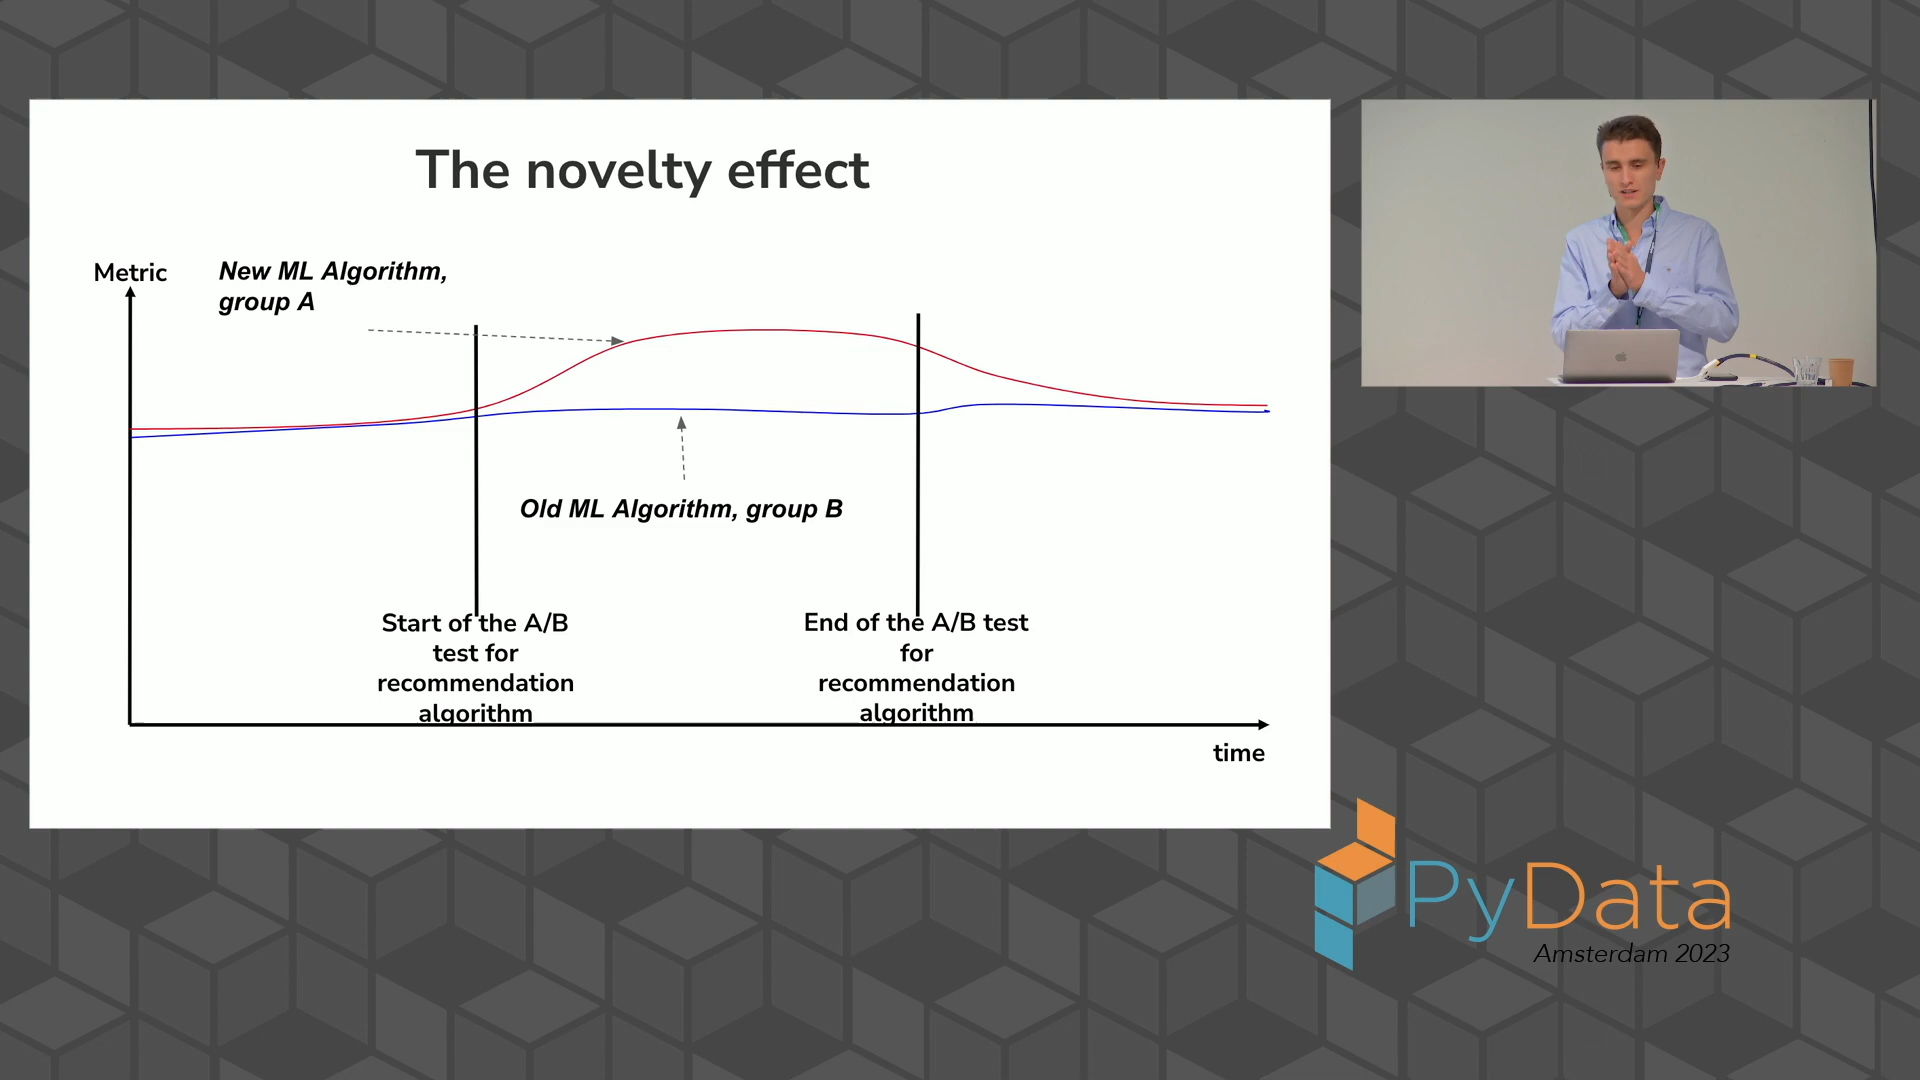 The novelty effect
Metric
New ML Algorithm,
group A
Old ML Algorithm, group B
Start of the A/B
test for
recommendation
algorithm
End of the A/B test
for
recommendation
algorithm
time
PyData
Amsterdam 2023